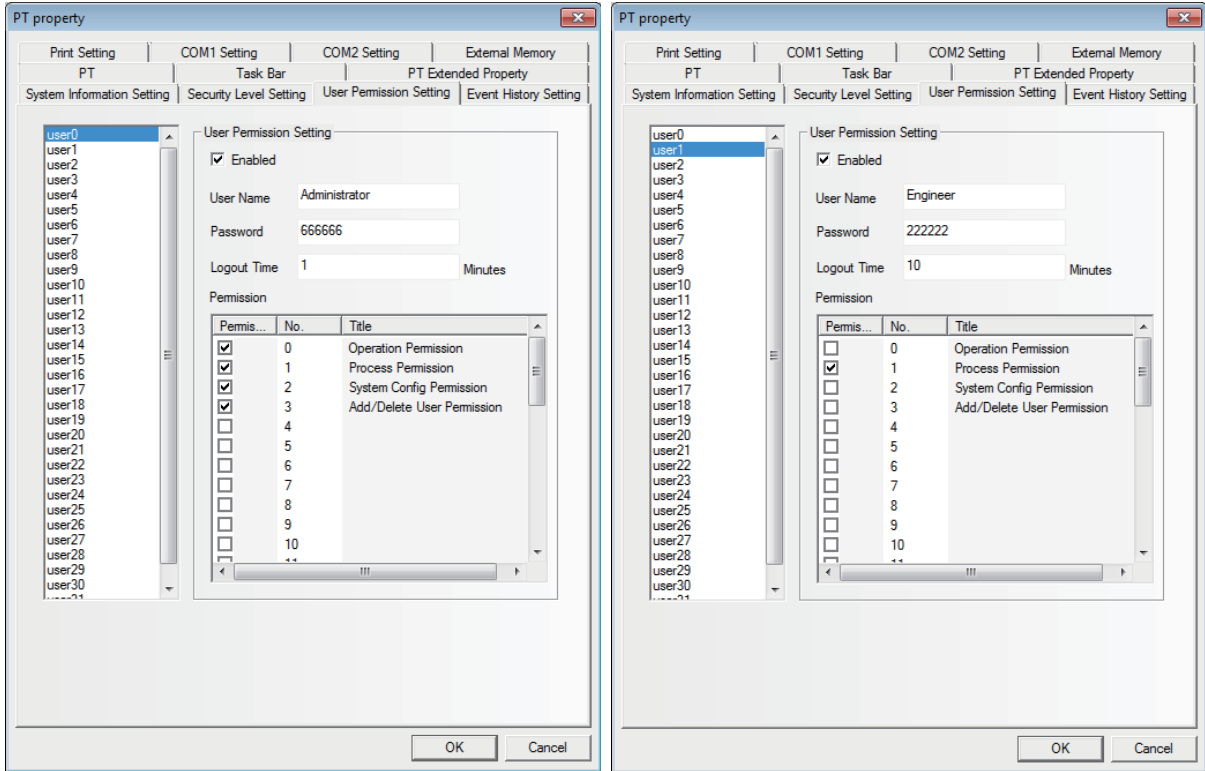 PT property
Print Setting COM1 Setting COM2 Setting External Memory
PT Task Bar PT Extended Property
System Information Setting Security Level Setting User Permission Setting Event History Setting
user0
user1
user2
user3
user4
user5
user6
user7
user8
user9
user10
user11
user12
user13
user14
user15
user16
user17
user18
user19
user20
user21
user22
user23
user24
user25
user26
user27
user28
user29
user30
user31
User Permission Setting
Enabled
User Name Administrator
Password 666666
Logout Time 1 Minutes
Permission
Permis... No. Title
0 Operation Permission
1 Process Permission
2 System Config Permission
3 Add/Delete User Permission
4
5
6
7
8
9
10
11
OK Cancel
PT property
Print Setting COM1 Setting COM2 Setting External Memory
PT Task Bar PT Extended Property
System Information Setting Security Level Setting User Permission Setting Event History Setting
user0
user1
user2
user3
user4
user5
user6
user7
user8
user9
user10
user11
user12
user13
user14
user15
user16
user17
user18
user19
user20
user21
user22
user23
user24
user25
user26
user27
user28
user29
user30
user31
User Permission Setting
Enabled
User Name Engineer
Password 222222
Logout Time 10 Minutes
Permission
Permis... No. Title
0 Operation Permission
1 Process Permission
2 System Config Permission
3 Add/Delete User Permission
4
5
6
7
8
9
10
11
OK Cancel